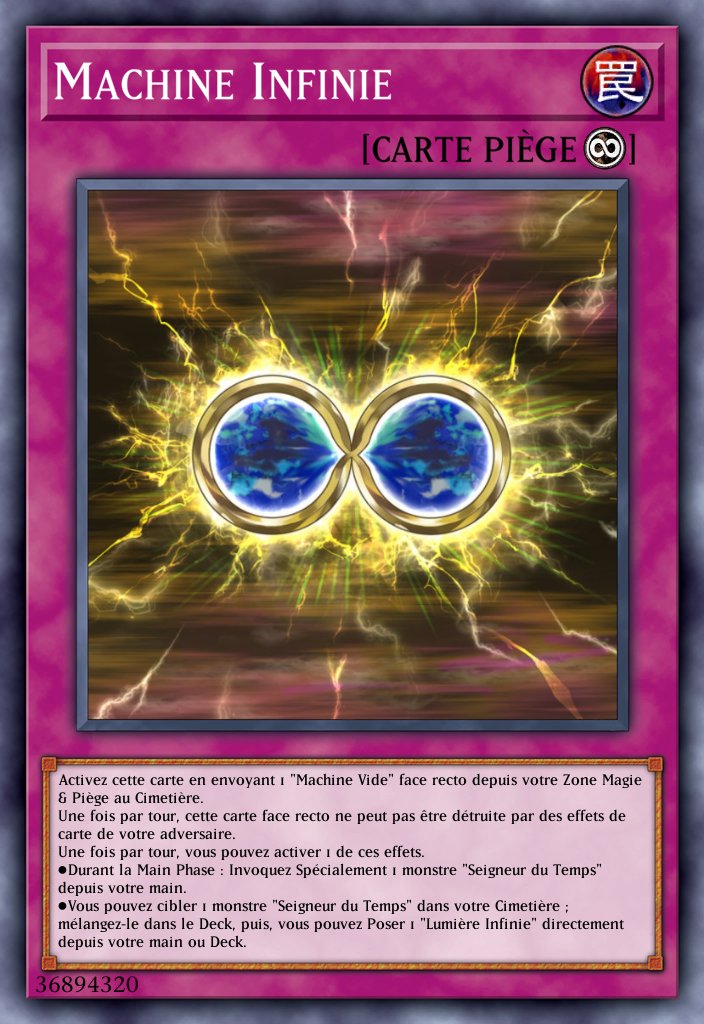 Machine Infinie
罠
[CARTE PIÈGE ∞]
Activez cette carte en envoyant 1 "Machine Vide" face recto depuis votre Zone Magie
& Piège au Cimetière.
Une fois par tour, cette carte face recto ne peut pas être détruite par des effets de
carte de votre adversaire.
Une fois par tour, vous pouvez activer 1 de ces effets.
●Durant la Main Phase : Invoquez Spécialement 1 monstre "Seigneur du Temps"
depuis votre main.
●Vous pouvez cibler 1 monstre "Seigneur du Temps" dans votre Cimetière ;
mélangez-le dans le Deck, puis, vous pouvez Poser 1 "Lumière Infinie" directement
depuis votre main ou Deck.
36894320